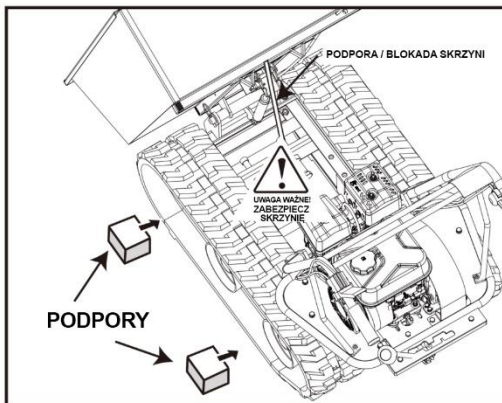 PODPORA / BLOKADA SKRZYNI
UWAGA WAŻNE!
ZABEZPIECZ
SKRZYNIĘ
PODPORY